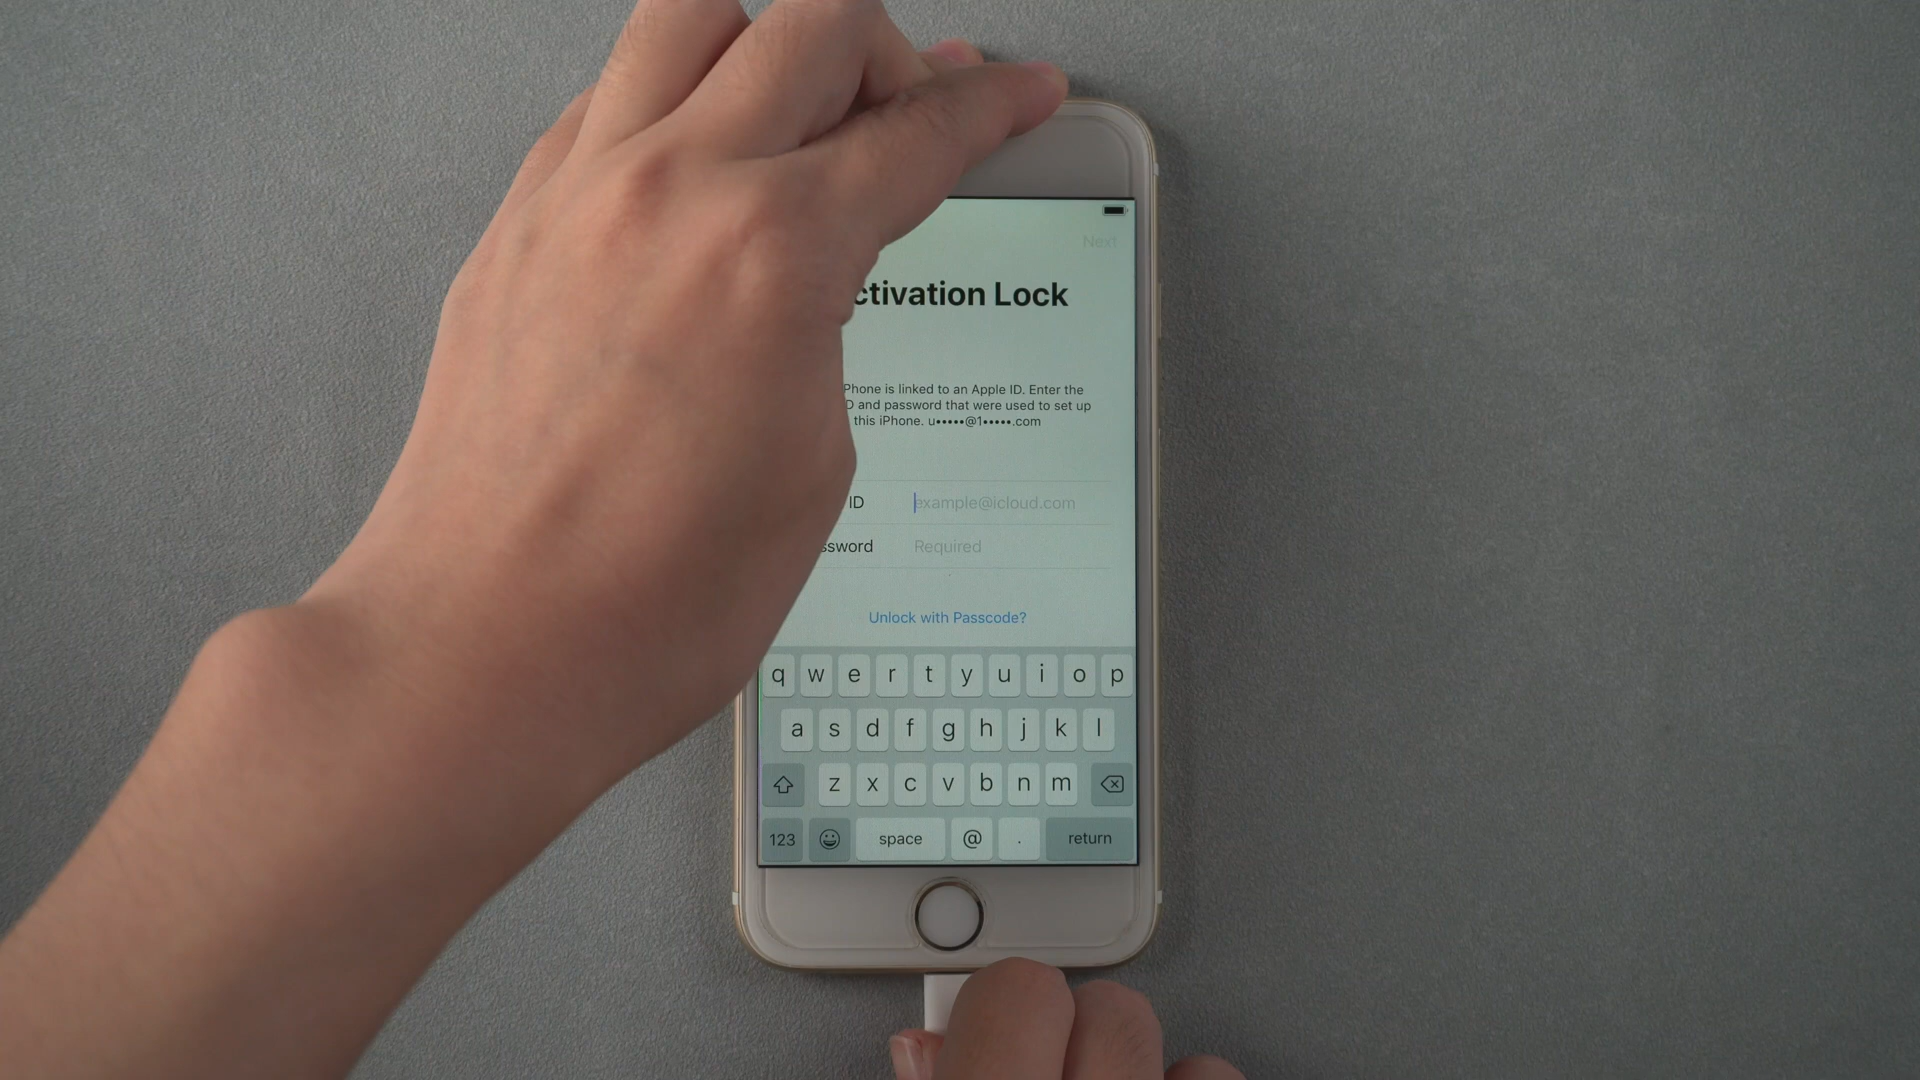 Next
ctivation Lock
Phone is linked to an Apple ID. Enter the
D and password that were used to set up
this iPhone. u•••••@1•••••.com
ID example@icloud.com
ssword Required
Unlock with Passcode?
q w e r t y u i o p
a s d f g h j k l
z x c v b n m
123 space @ . return